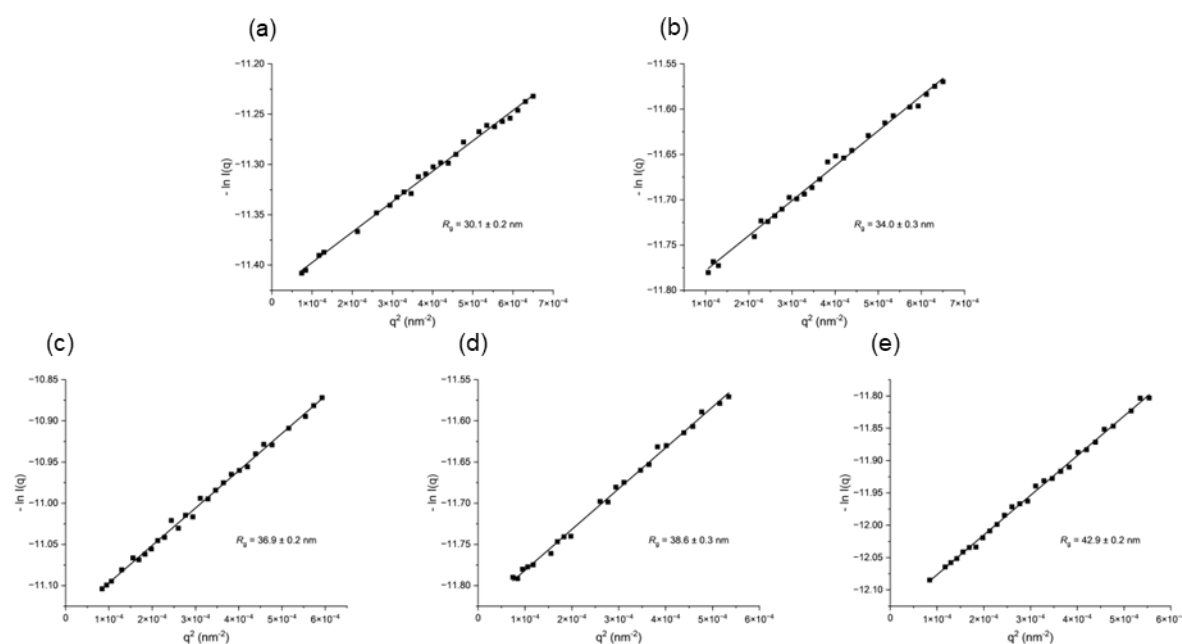 (a)
−11.20
−11.25
−11.30
−11.35
−11.40
- ln I(q)
R_g = 30.1 ± 0.2 nm
0 1×10⁻⁴ 2×10⁻⁴ 3×10⁻⁴ 4×10⁻⁴ 5×10⁻⁴ 6×10⁻⁴ 7×10⁻⁴
q² (nm⁻²)
(b)
−11.55
−11.60
−11.65
−11.70
−11.75
−11.80
- ln I(q)
R_g = 34.0 ± 0.3 nm
1×10⁻⁴ 2×10⁻⁴ 3×10⁻⁴ 4×10⁻⁴ 5×10⁻⁴ 6×10⁻⁴ 7×10⁻⁴
q² (nm⁻²)
(c)
−10.85
−10.90
−10.95
−11.00
−11.05
−11.10
- ln I(q)
R_g = 36.9 ± 0.2 nm
0 1×10⁻⁴ 2×10⁻⁴ 3×10⁻⁴ 4×10⁻⁴ 5×10⁻⁴ 6×10⁻⁴
q² (nm⁻²)
(d)
−11.55
−11.60
−11.65
−11.70
−11.75
−11.80
- ln I(q)
R_g = 38.6 ± 0.3 nm
0 1×10⁻⁴ 2×10⁻⁴ 3×10⁻⁴ 4×10⁻⁴ 5×10⁻⁴ 6×10⁻⁴
q² (nm⁻²)
(e)
−11.80
−11.85
−11.90
−11.95
−12.00
−12.05
−12.10
- ln I(q)
R_g = 42.9 ± 0.2 nm
0 1×10⁻⁴ 2×10⁻⁴ 3×10⁻⁴ 4×10⁻⁴ 5×10⁻⁴
q² (nm⁻²)